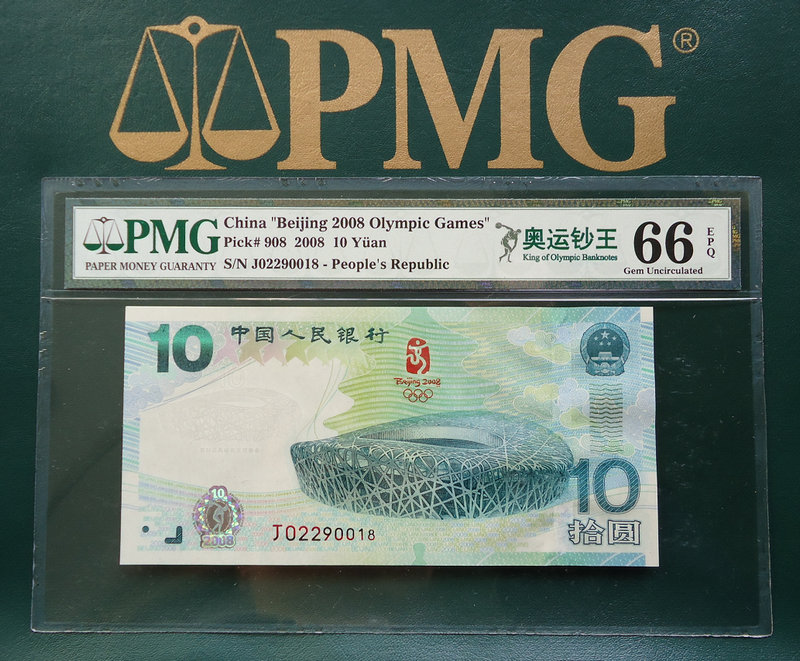 PMG®
PMG
PAPER MONEY GUARANTY
China "Beijing 2008 Olympic Games"
Pick# 908 2008 10 Yüan
S/N J02290018 - People's Republic
奥运钞王
King of Olympic Banknotes
66
EPQ
Gem Uncirculated
10
中国人民银行
Beijing 2008
10
2008
J02290018
10
拾圆